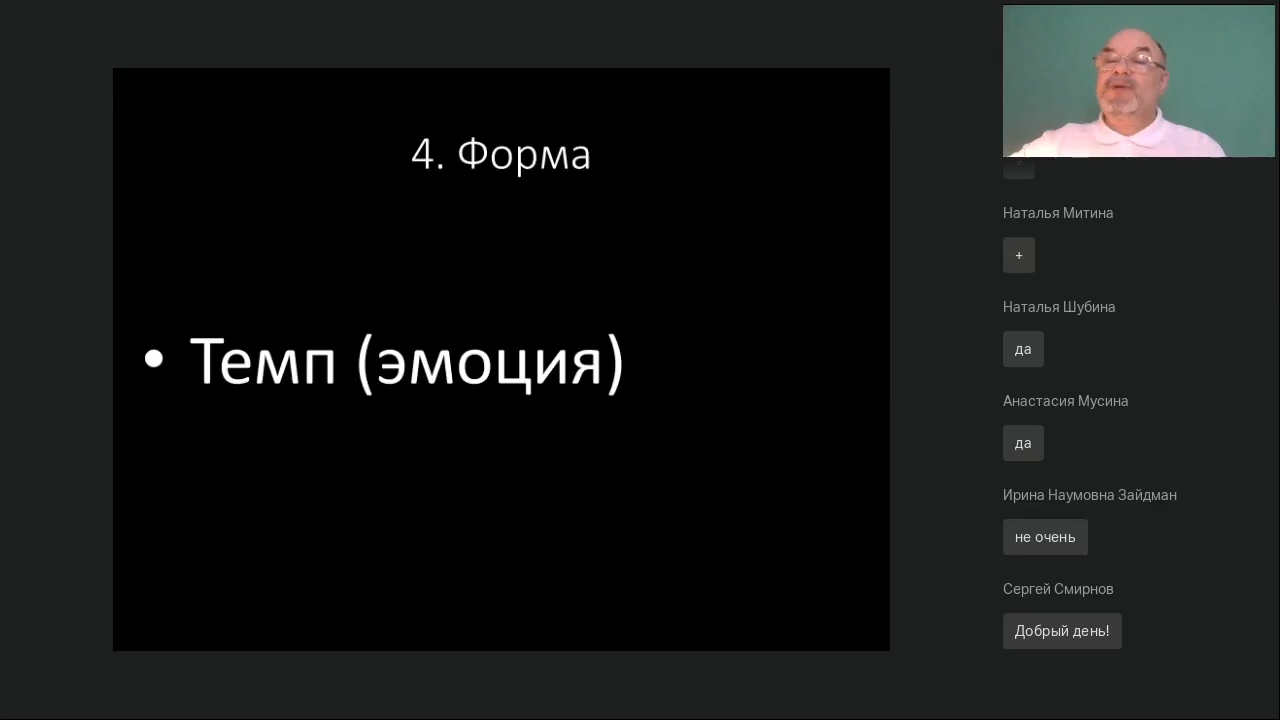 4. Форма
• Темп (эмоция)
Наталья Митина
+
Наталья Шубина
да
Анастасия Мусина
да
Ирина Наумовна Зайдман
не очень
Сергей Смирнов
Добрый день!